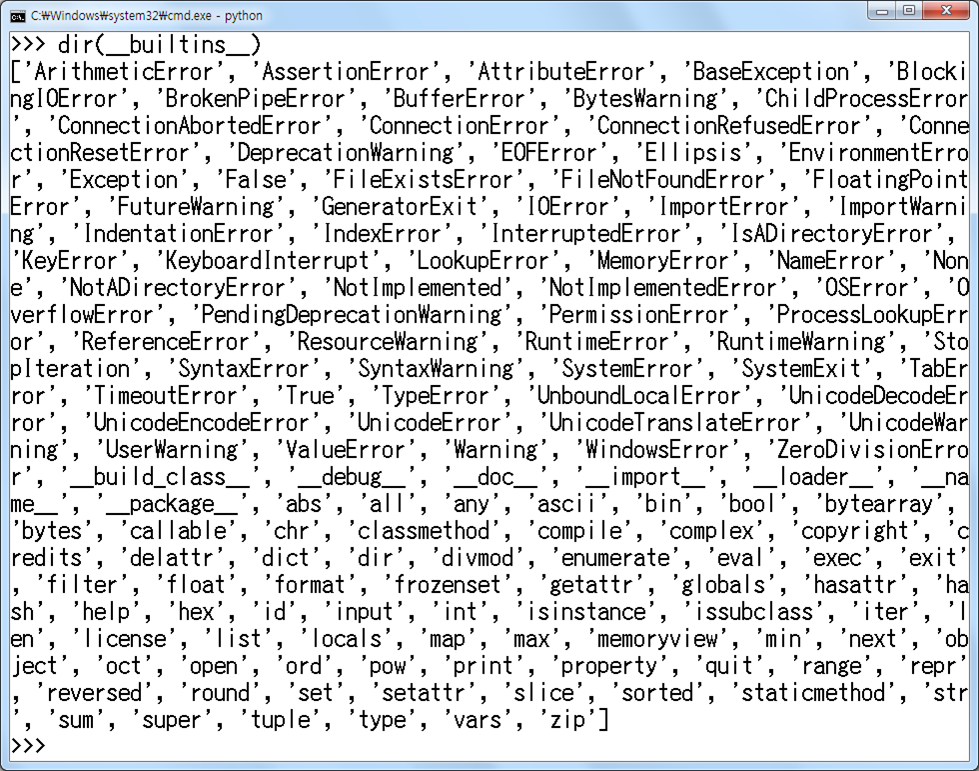 C:₩Windows₩system32₩cmd.exe - python
>>> dir(__builtins__)
['ArithmeticError', 'AssertionError', 'AttributeError', 'BaseException', 'Blocki
ngIOError', 'BrokenPipeError', 'BufferError', 'BytesWarning', 'ChildProcessError
', 'ConnectionAbortedError', 'ConnectionError', 'ConnectionRefusedError', 'Conne
ctionResetError', 'DeprecationWarning', 'EOFError', 'Ellipsis', 'EnvironmentErro
r', 'Exception', 'False', 'FileExistsError', 'FileNotFoundError', 'FloatingPoint
Error', 'FutureWarning', 'GeneratorExit', 'IOError', 'ImportError', 'ImportWarni
ng', 'IndentationError', 'IndexError', 'InterruptedError', 'IsADirectoryError',
'KeyError', 'KeyboardInterrupt', 'LookupError', 'MemoryError', 'NameError', 'Non
e', 'NotADirectoryError', 'NotImplemented', 'NotImplementedError', 'OSError', 'O
verflowError', 'PendingDeprecationWarning', 'PermissionError', 'ProcessLookupErr
or', 'ReferenceError', 'ResourceWarning', 'RuntimeError', 'RuntimeWarning', 'Sto
pIteration', 'SyntaxError', 'SyntaxWarning', 'SystemError', 'SystemExit', 'TabEr
ror', 'TimeoutError', 'True', 'TypeError', 'UnboundLocalError', 'UnicodeDecodeEr
ror', 'UnicodeEncodeError', 'UnicodeError', 'UnicodeTranslateError', 'UnicodeWar
ning', 'UserWarning', 'ValueError', 'Warning', 'WindowsError', 'ZeroDivisionErro
r', '__build_class__', '__debug__', '__doc__', '__import__', '__loader__', '__na
me__', '__package__', 'abs', 'all', 'any', 'ascii', 'bin', 'bool', 'bytearray',
'bytes', 'callable', 'chr', 'classmethod', 'compile', 'complex', 'copyright', 'c
redits', 'delattr', 'dict', 'dir', 'divmod', 'enumerate', 'eval', 'exec', 'exit'
, 'filter', 'float', 'format', 'frozenset', 'getattr', 'globals', 'hasattr', 'ha
sh', 'help', 'hex', 'id', 'input', 'int', 'isinstance', 'issubclass', 'iter', 'l
en', 'license', 'list', 'locals', 'map', 'max', 'memoryview', 'min', 'next', 'ob
ject', 'oct', 'open', 'ord', 'pow', 'print', 'property', 'quit', 'range', 'repr'
, 'reversed', 'round', 'set', 'setattr', 'slice', 'sorted', 'staticmethod', 'str
', 'sum', 'super', 'tuple', 'type', 'vars', 'zip']
>>>